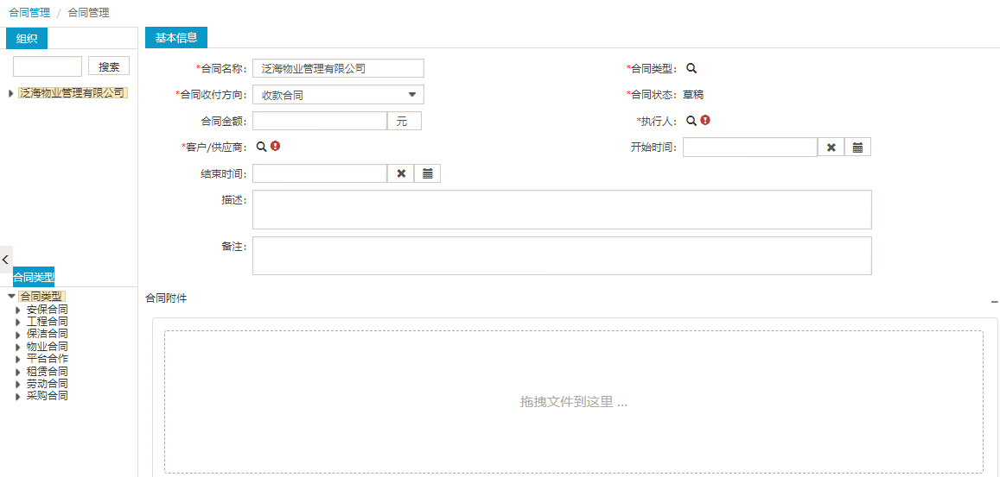 合同管理 / 合同管理
组织
搜索
泛海物业管理有限公司
合同类型
合同类型
安保合同
工程合同
保洁合同
物业合同
平台合作
租赁合同
劳动合同
采购合同
基本信息
*合同名称: 泛海物业管理有限公司
*合同类型:
*合同收付方向: 收款合同
*合同状态: 草稿
合同金额: 元
*执行人:
*客户/供应商:
开始时间:
结束时间:
描述:
备注:
合同附件
拖拽文件到这里 ...